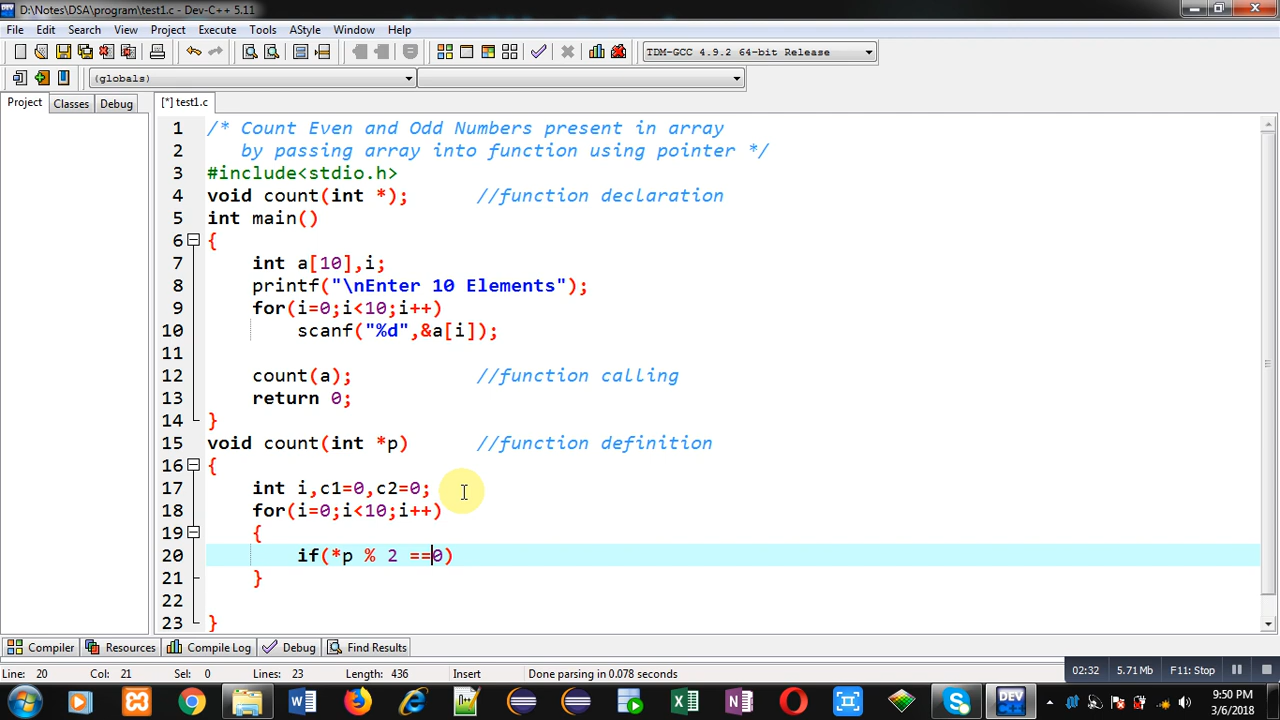 D:\Notes\DSA\program\test1.c - Dev-C++ 5.11
File Edit Search View Project Execute Tools AStyle Window Help
TDM-GCC 4.9.2 64-bit Release
(globals)
Project Classes Debug [*] test1.c
1 /* Count Even and Odd Numbers present in array
2 by passing array into function using pointer */
3 #include<stdio.h>
4 void count(int *); //function declaration
5 int main()
6 {
7 int a[10],i;
8 printf("\nEnter 10 Elements");
9 for(i=0;i<10;i++)
10 scanf("%d",&a[i]);
11
12 count(a); //function calling
13 return 0;
14 }
15 void count(int *p) //function definition
16 {
17 int i,c1=0,c2=0;
18 for(i=0;i<10;i++)
19 {
20 if(*p % 2 ==0)
21 }
22
23 }
Compiler Resources Compile Log Debug Find Results
Line: 20 Col: 21 Sel: 0 Lines: 23 Length: 436 Insert Done parsing in 0.078 seconds
02:32 5.71 Mb F11: Stop
DEV
9:50 PM
3/6/2018